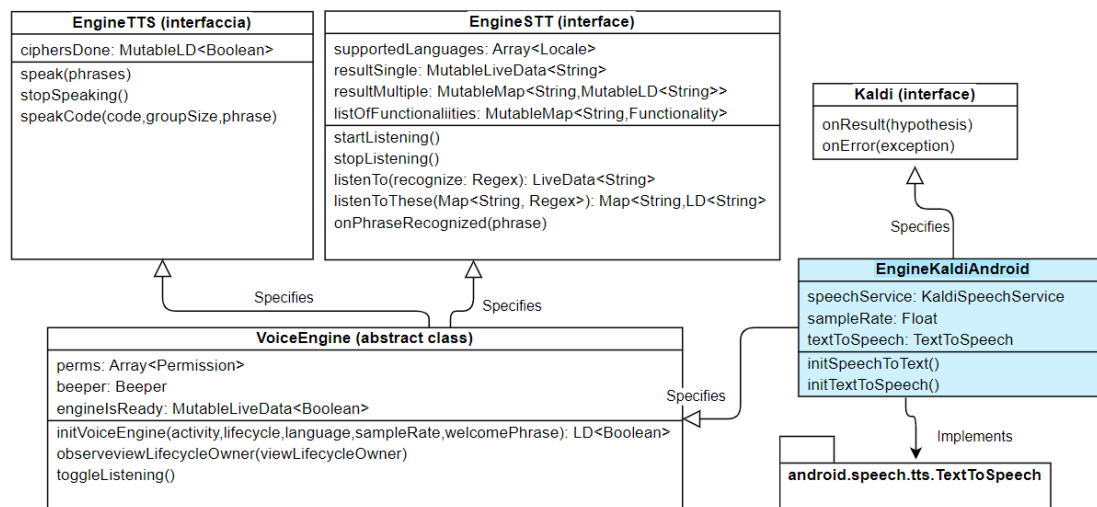 EngineTTS (interfaccia)
ciphersDone: MutableLD<Boolean>
speak(phrases)
stopSpeaking()
speakCode(code,groupSize,phrase)
EngineSTT (interface)
supportedLanguages: Array<Locale>
resultSingle: MutableLiveData<String>
resultMultiple: MutableMap<String,MutableLD<String>>
listOfFunctionaliities: MutableMap<String,Functionality>
startListening()
stopListening()
listenTo(recognize: Regex): LiveData<String>
listenToThese(Map<String, Regex>): Map<String,LD<String>
onPhraseRecognized(phrase)
Kaldi (interface)
onResult(hypothesis)
onError(exception)
Specifies
Specifies
Specifies
EngineKaldiAndroid
speechService: KaldiSpeechService
sampleRate: Float
textToSpeech: TextToSpeech
initSpeechToText()
initTextToSpeech()
VoiceEngine (abstract class)
perms: Array<Permission>
beeper: Beeper
engineIsReady: MutableLiveData<Boolean>
initVoiceEngine(activity,lifecycle,language,sampleRate,welcomePhrase): LD<Boolean>
observeviewLifecycleOwner(viewLifecycleOwner)
toggleListening()
Specifies
Implements
android.speech.tts.TextToSpeech